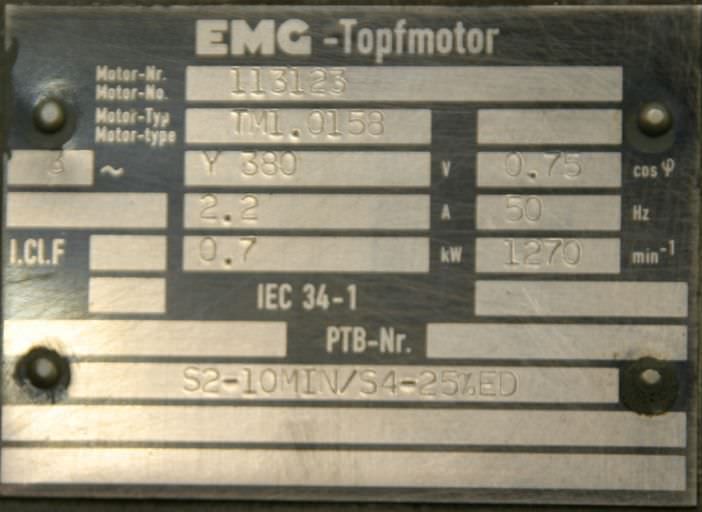 EMG -Topfmotor
Motor-Nr. 113123
Motor-No.
Motor-Typ TM1.0158
Motor-type
3 ~ Y 380 V 0.75 cos φ
2.2 A 50 Hz
I.Cl.F 0.7 kW 1270 min⁻¹
IEC 34-1
PTB-Nr.
S2-10MIN/S4-25%ED